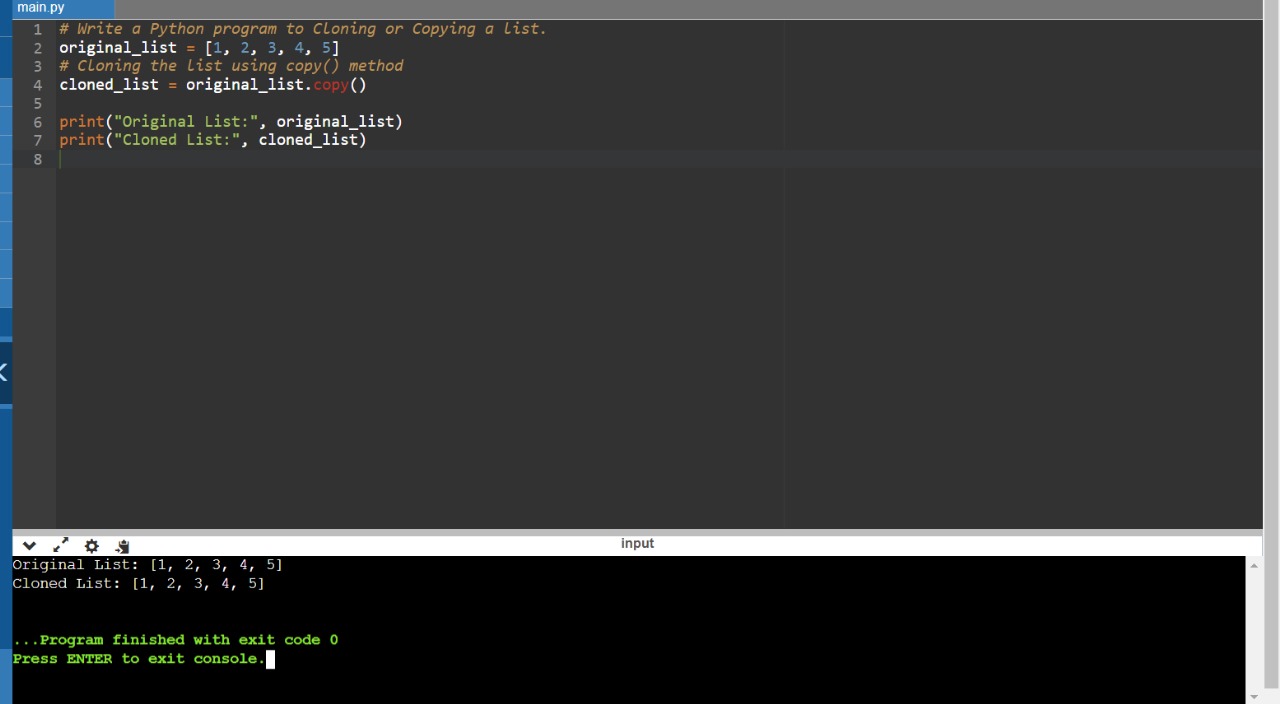 main.py
1 # Write a Python program to Cloning or Copying a list.
2 original_list = [1, 2, 3, 4, 5]
3 # Cloning the list using copy() method
4 cloned_list = original_list.copy()
5
6 print("Original List:", original_list)
7 print("Cloned List:", cloned_list)
8
input
Original List: [1, 2, 3, 4, 5]
Cloned List: [1, 2, 3, 4, 5]
...Program finished with exit code 0
Press ENTER to exit console.